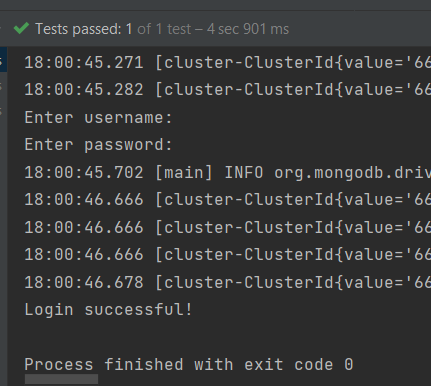 Tests passed: 1 of 1 test – 4 sec 901 ms
18:00:45.271 [cluster-ClusterId{value='66
18:00:45.282 [cluster-ClusterId{value='66
Enter username:
Enter password:
18:00:45.702 [main] INFO org.mongodb.driv
18:00:46.666 [cluster-ClusterId{value='66
18:00:46.666 [cluster-ClusterId{value='66
18:00:46.666 [cluster-ClusterId{value='66
18:00:46.678 [cluster-ClusterId{value='66
Login successful!
Process finished with exit code 0